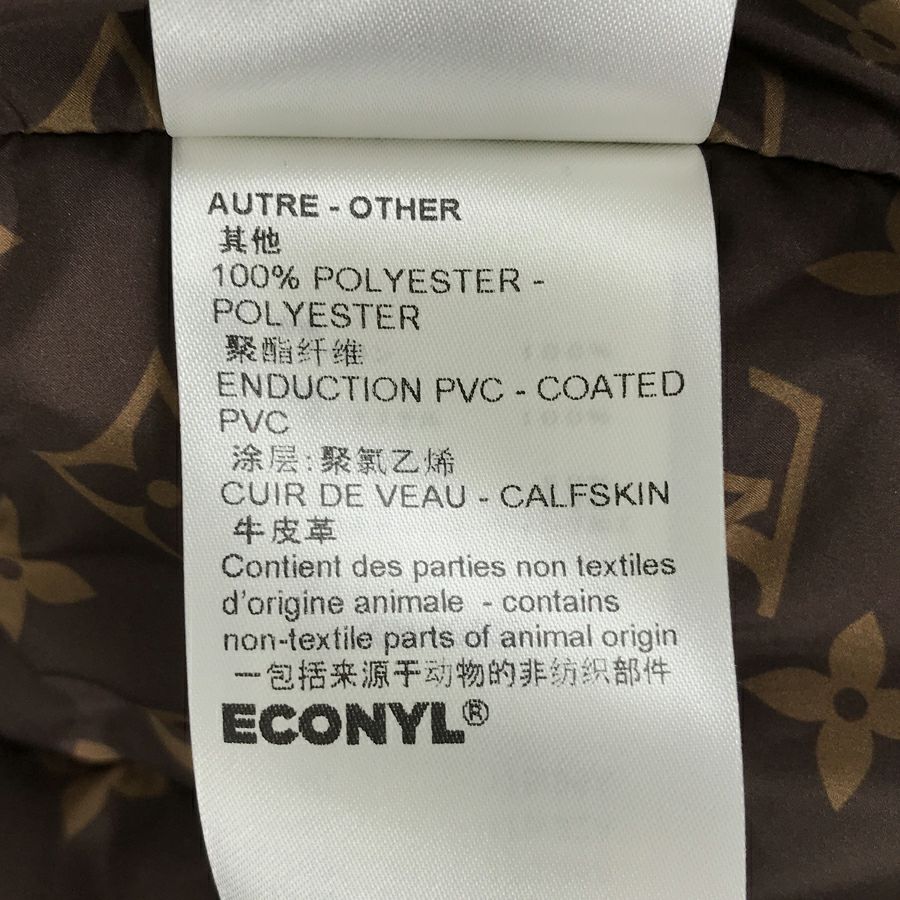 AUTRE - OTHER
其他
100% POLYESTER -
POLYESTER
聚酯纤维
ENDUCTION PVC - COATED
PVC
涂层:聚氯乙烯
CUIR DE VEAU - CALFSKIN
牛皮革
Contient des parties non textiles
d'origine animale - contains
non-textile parts of animal origin
一包括来源于动物的非纺织部件
ECONYL®